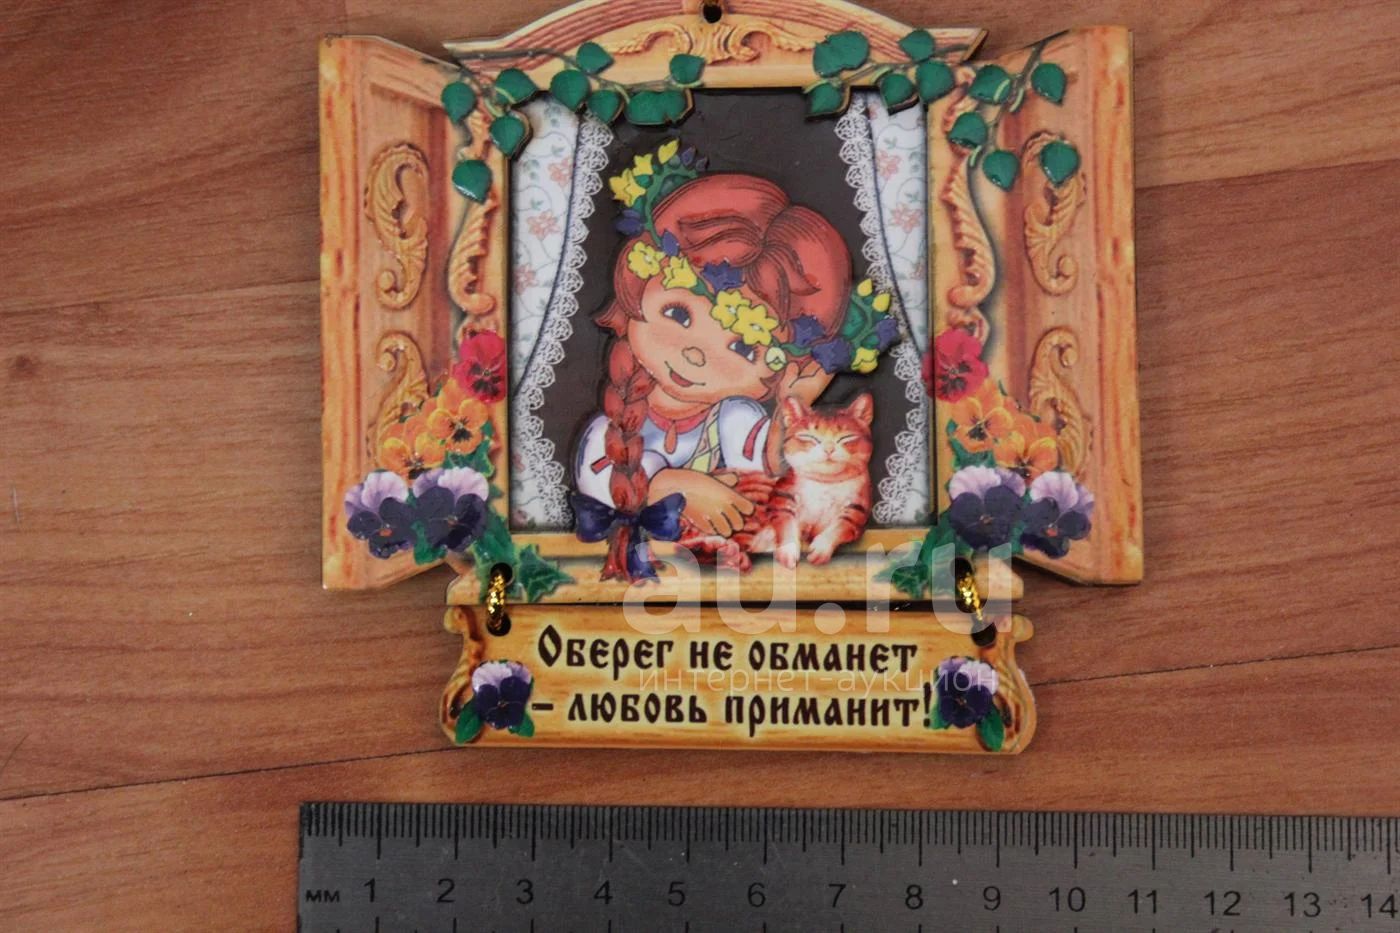 au.ru
Оберег не обманет
интернет-аукцион
– любовь приманит!
мм 1 2 3 4 5 6 7 8 9 10 11 12 13 14